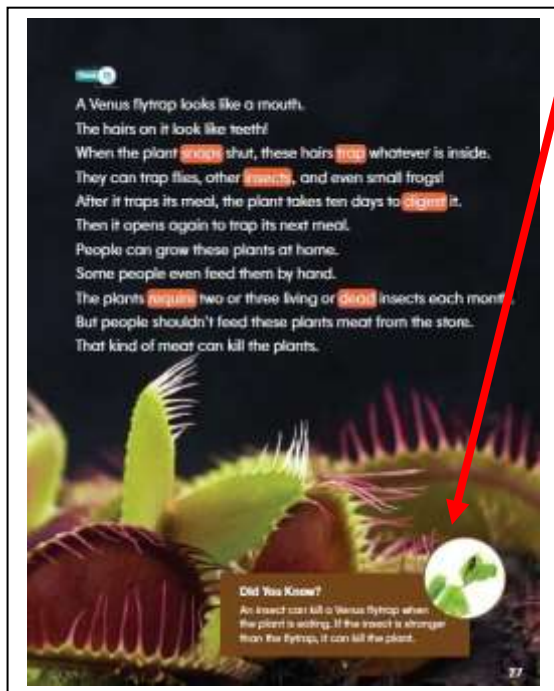 A Venus flytrap looks like a mouth.
The hairs on it look like teeth!
When the plant snaps shut, these hairs trap whatever is inside.
They can trap flies, other insects, and even small frogs!
After it traps its meal, the plant takes ten days to digest it.
Then it opens again to trap its next meal.
People can grow these plants at home.
Some people even feed them by hand.
The plants require two or three living or dead insects each month.
But people shouldn't feed these plants meat from the store.
That kind of meat can kill the plants.
Did You Know?
An insect can kill a Venus flytrap when
the plant is eating. If the insect is stronger
than the flytrap, it can kill the plant.
27